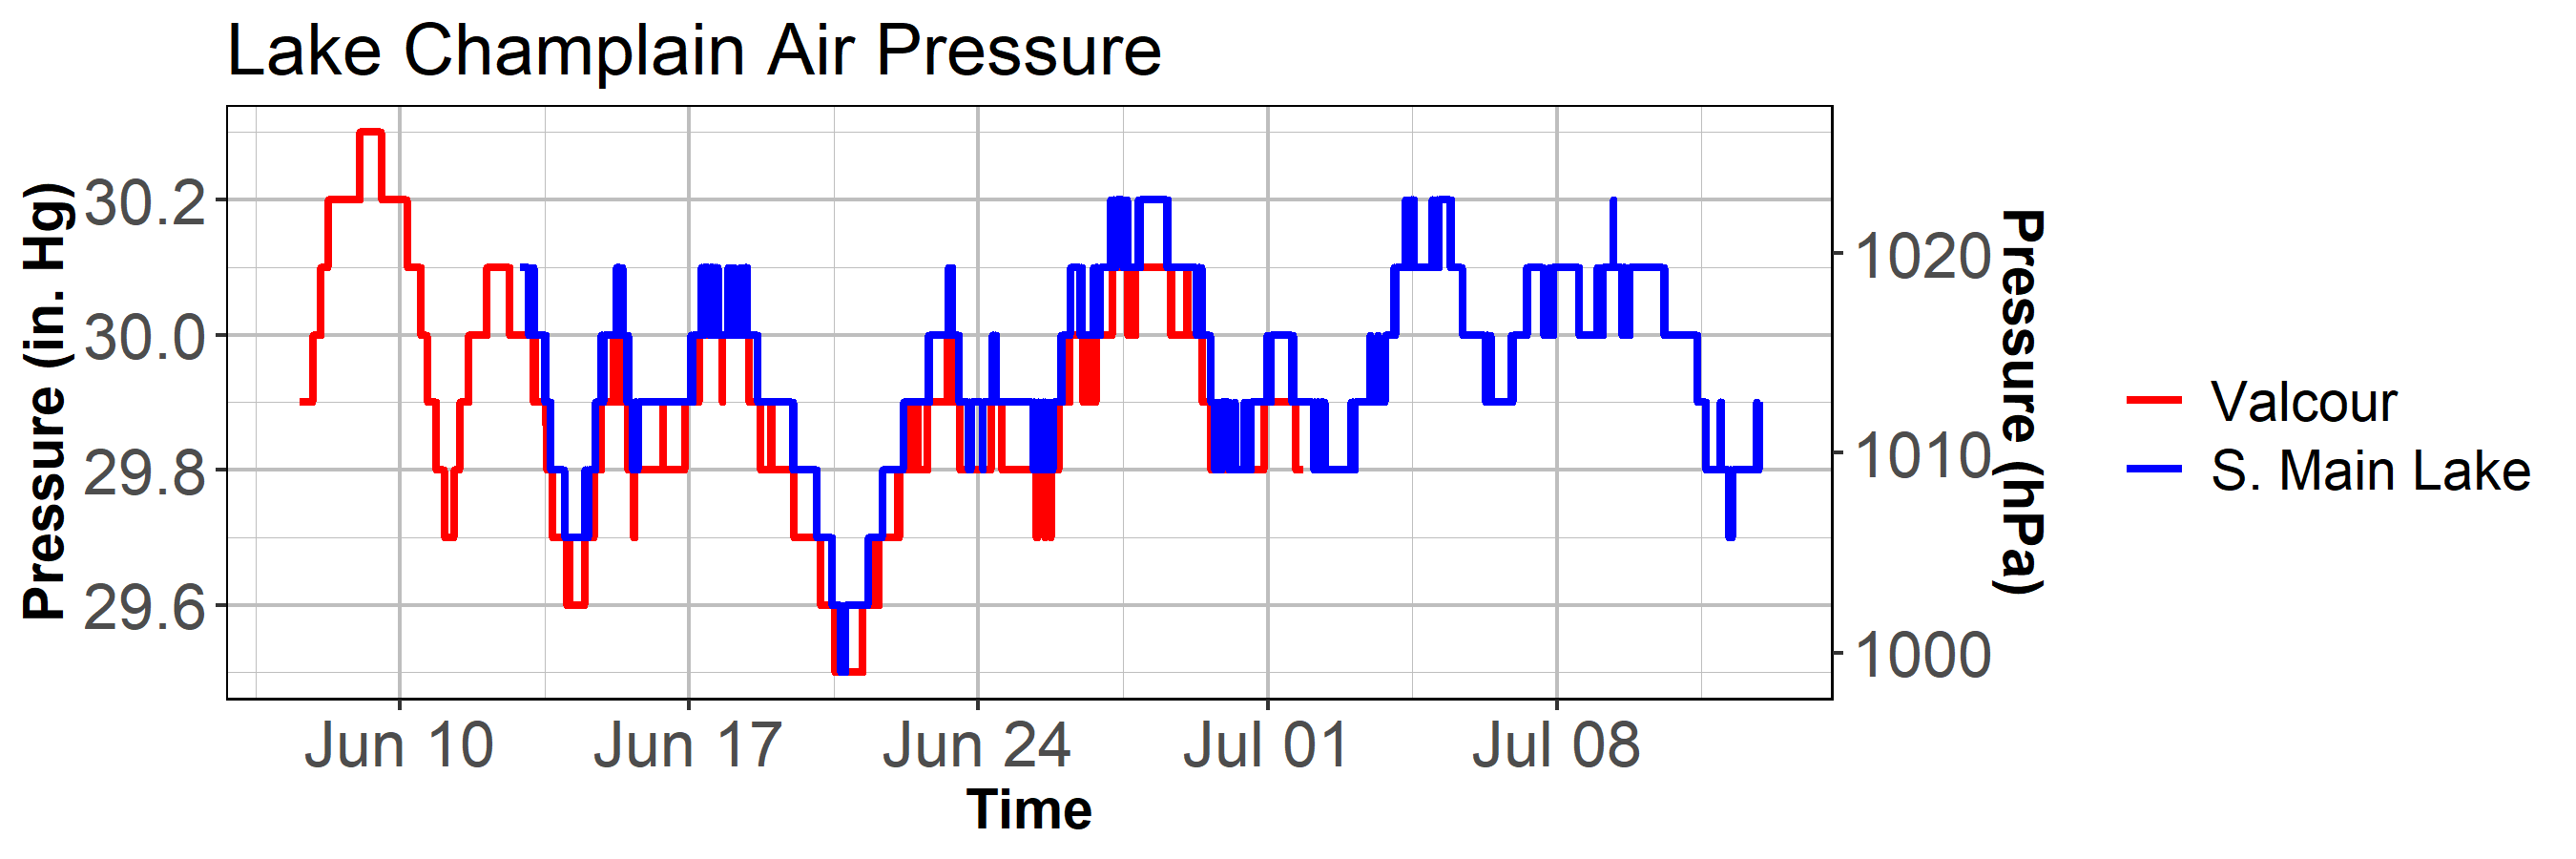 Lake Champlain Air Pressure
Pressure (in. Hg)
30.2
30.0
29.8
29.6
1020
1010
1000
Pressure (hPa)
Jun 10
Jun 17
Jun 24
Jul 01
Jul 08
Time
Valcour
S. Main Lake